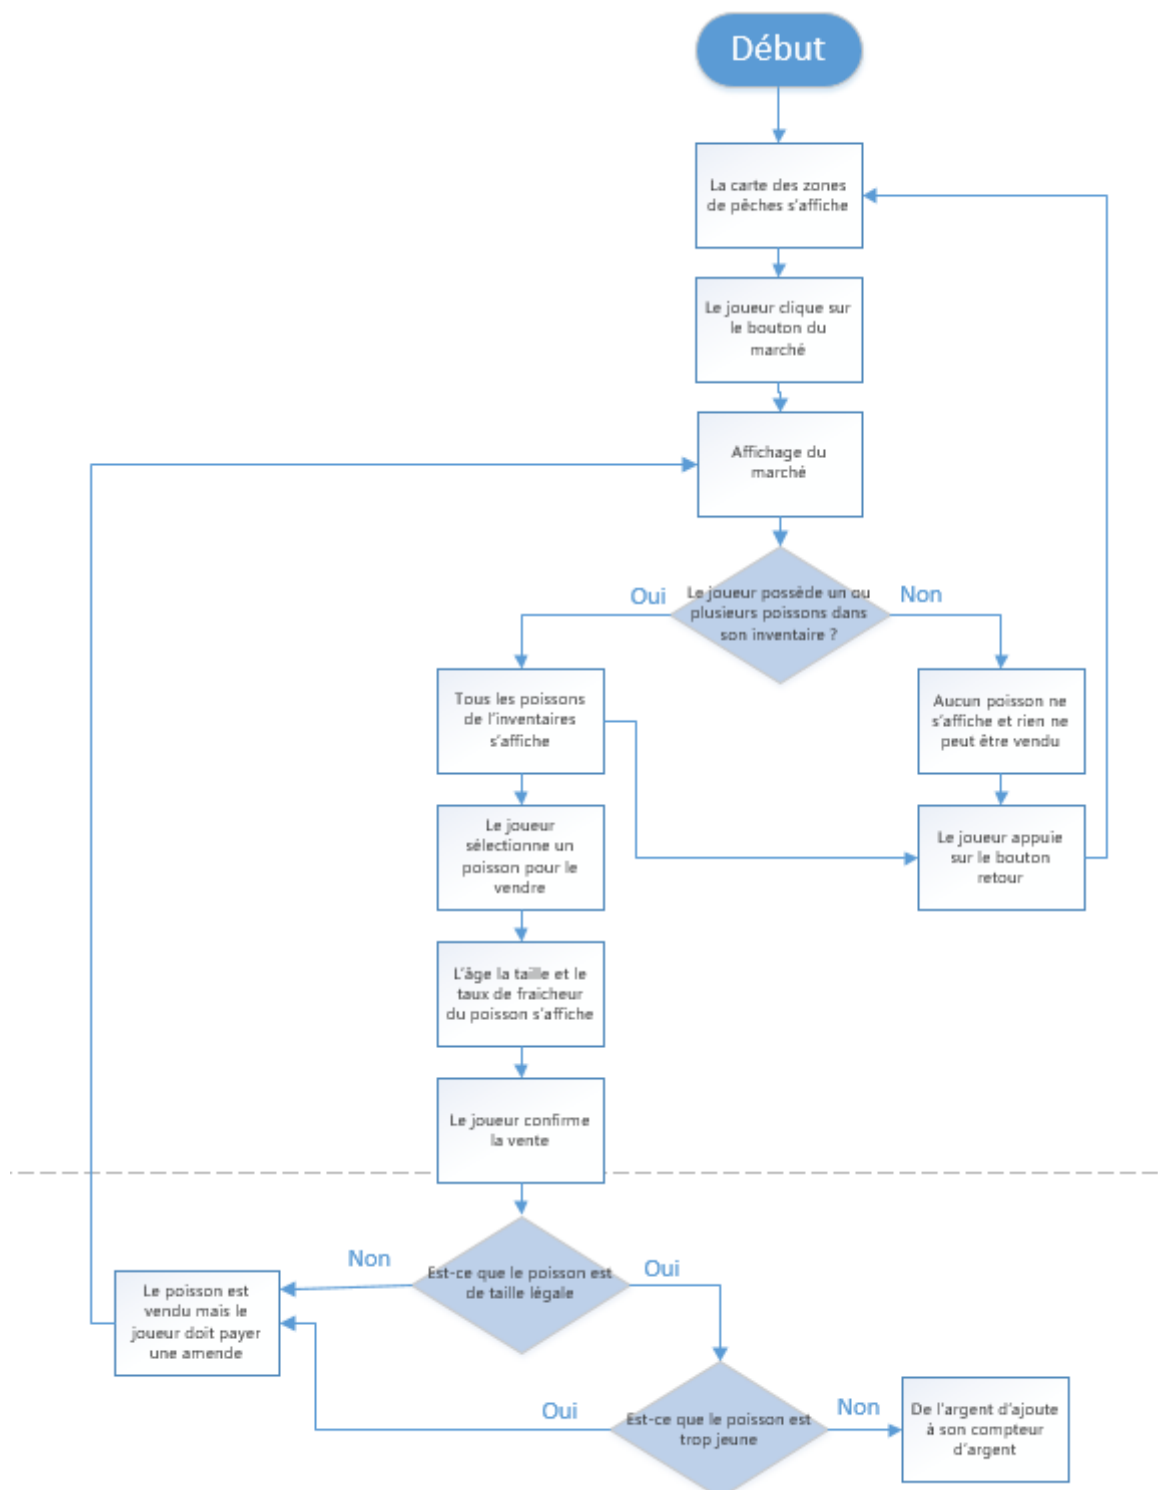 Début
La carte des zones
de pêches s'affiche
Le joueur clique sur
le bouton du
marché
Affichage du
marché
Le joueur possède un ou
plusieurs poissons dans
son inventaire ?
Oui
Non
Tous les poissons
de l'inventaires
s'affiche
Aucun poisson ne
s'affiche et rien ne
peut être vendu
Le joueur
sélectionne un
poisson pour le
vendre
Le joueur appuie
sur le bouton
retour
L'âge la taille et le
taux de fraicheur
du poisson s'affiche
Le joueur confirme
la vente
Est-ce que le poisson est
de taille légale
Non
Oui
Le poisson est
vendu mais le
joueur doit payer
une amende
Est-ce que le poisson est
trop jeune
Oui
Non
De l'argent d'ajoute
à son compteur
d'argent